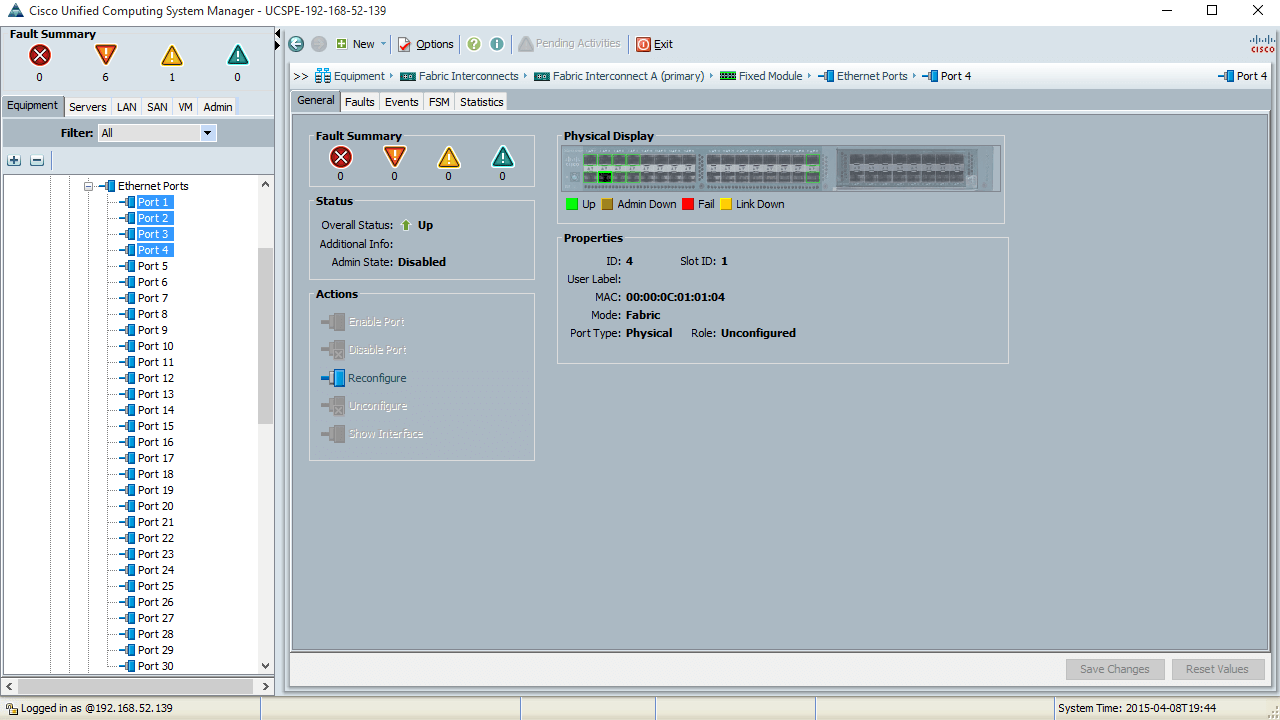 Cisco Unified Computing System Manager - UCSPE-192-168-52-139
Fault Summary
0 6 1 0
Equipment Servers LAN SAN VM Admin
Filter: All
Ethernet Ports
Port 1
Port 2
Port 3
Port 4
Port 5
Port 6
Port 7
Port 8
Port 9
Port 10
Port 11
Port 12
Port 13
Port 14
Port 15
Port 16
Port 17
Port 18
Port 19
Port 20
Port 21
Port 22
Port 23
Port 24
Port 25
Port 26
Port 27
Port 28
Port 29
Port 30
New Options Pending Activities Exit
CISCO
>> Equipment Fabric Interconnects Fabric Interconnect A (primary) Fixed Module Ethernet Ports Port 4 Port 4
General Faults Events FSM Statistics
Fault Summary
0 0 0 0
Status
Overall Status: Up
Additional Info:
Admin State: Disabled
Actions
Enable Port
Disable Port
Reconfigure
Unconfigure
Show Interface
Physical Display
Up Admin Down Fail Link Down
Properties
ID: 4 Slot ID: 1
User Label:
MAC: 00:00:0C:01:01:04
Mode: Fabric
Port Type: Physical Role: Unconfigured
Save Changes Reset Values
Logged in as @192.168.52.139 System Time: 2015-04-08T19:44